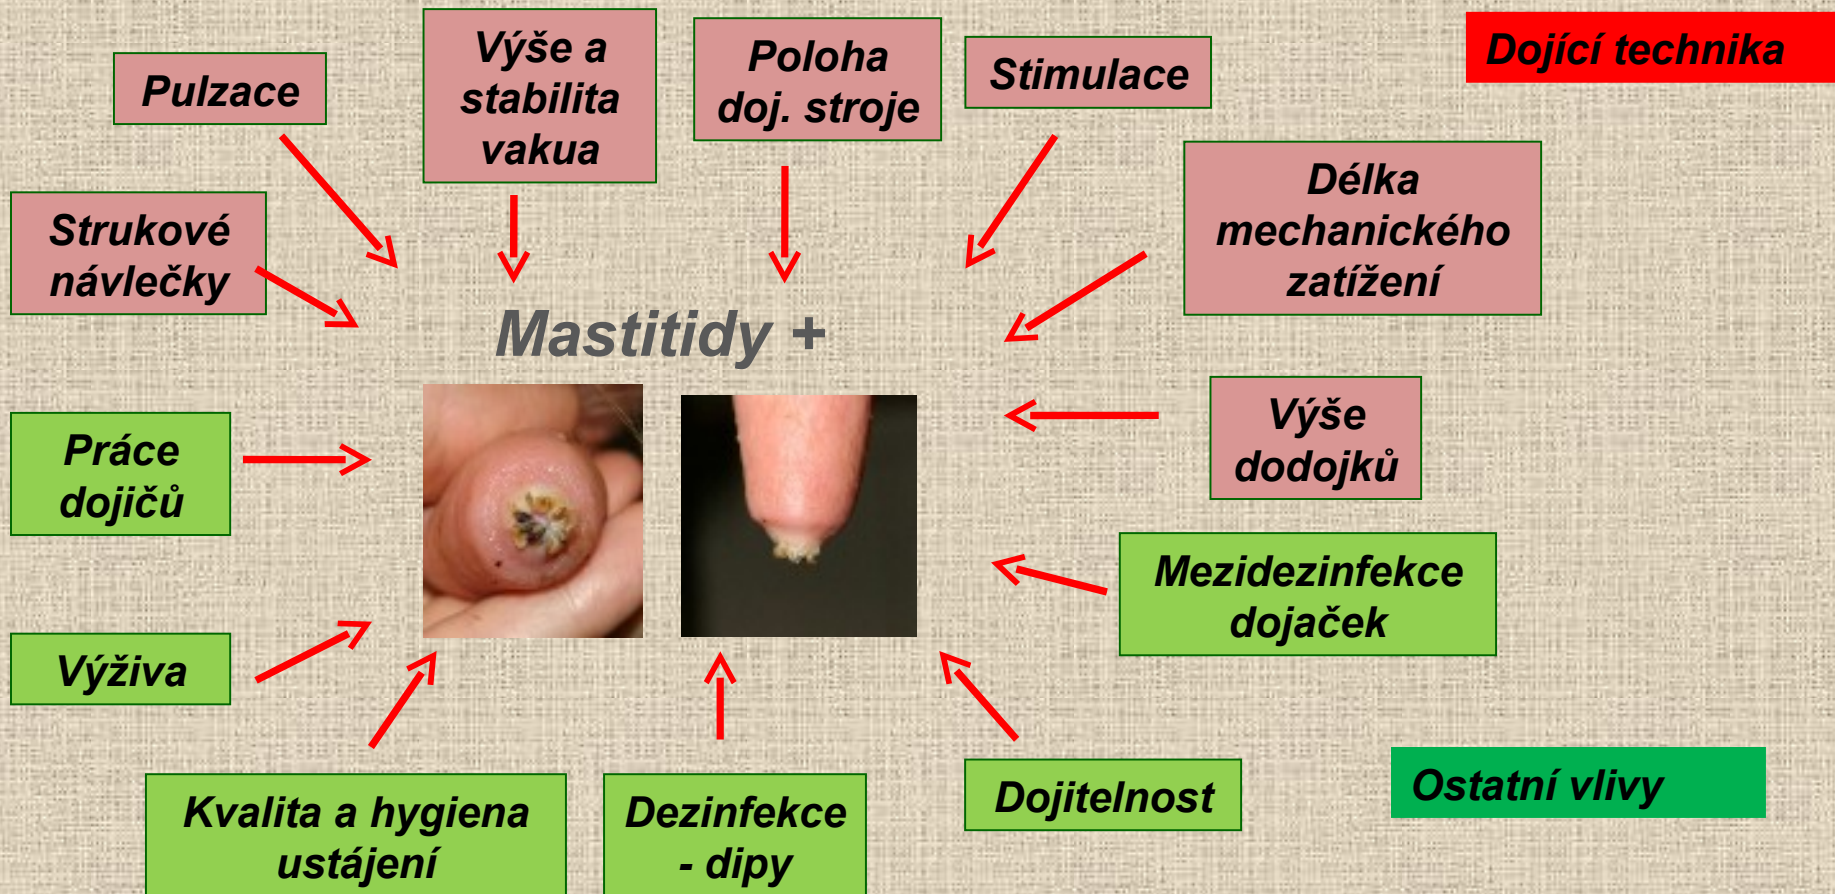 Dojící technika
Pulzace
Výše a
stabilita
vakua
Poloha
doj. stroje
Stimulace
Délka
mechanického
zatížení
Strukové
návlečky
Mastitidy +
Práce
dojičů
Výše
dodojků
Mezidezinfekce
dojaček
Výživa
Kvalita a hygiena
ustájení
Dezinfekce
- dipy
Dojitelnost
Ostatní vlivy